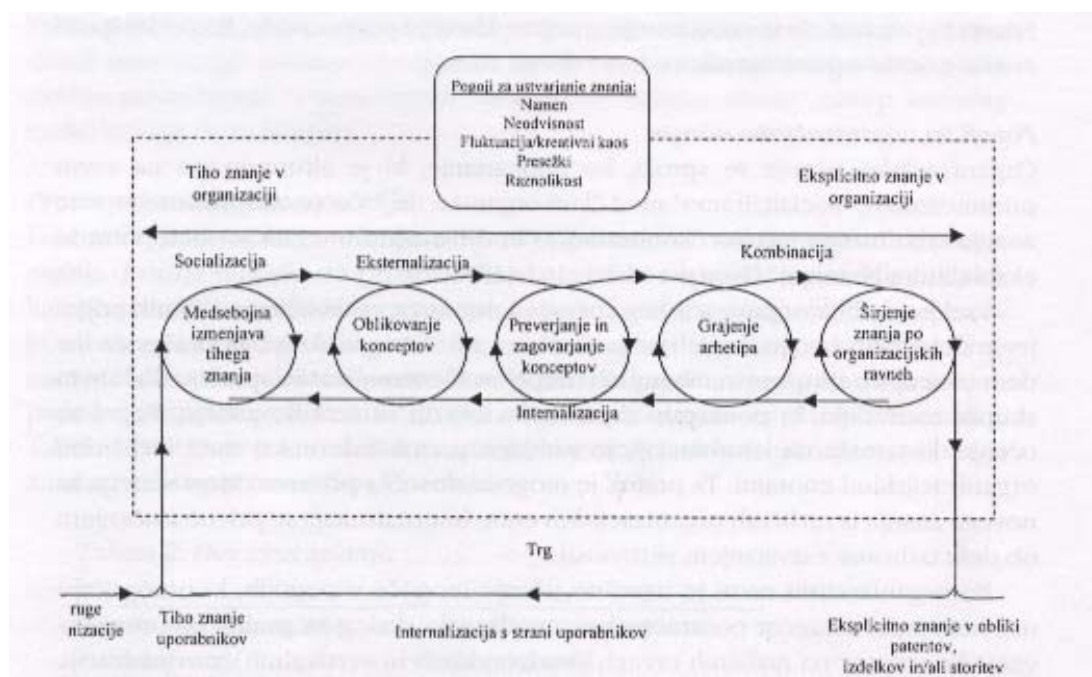 Pogoji za ustvarjanje znanja:
Namen
Neodvisnost
Fluktuacija/kreativni kaos
Presežki
Raznolikost
Tiho znanje v
organizaciji
Eksplicitno znanje v
organizaciji
Socializacija
Eksternalizacija
Kombinacija
Medsebojna
izmenjava
tihega
znanja
Oblikovanje
konceptov
Preverjanje in
zagovarjanje
konceptov
Grajenje
arhetipa
Širjenje
znanja po
organizacijskih
ravneh
Internalizacija
Trg
ruge
nizacije
Tiho znanje
uporabnikov
Internalizacija s strani uporabnikov
Eksplicitno znanje v obliki
patentov,
izdelkov in/ali storitev